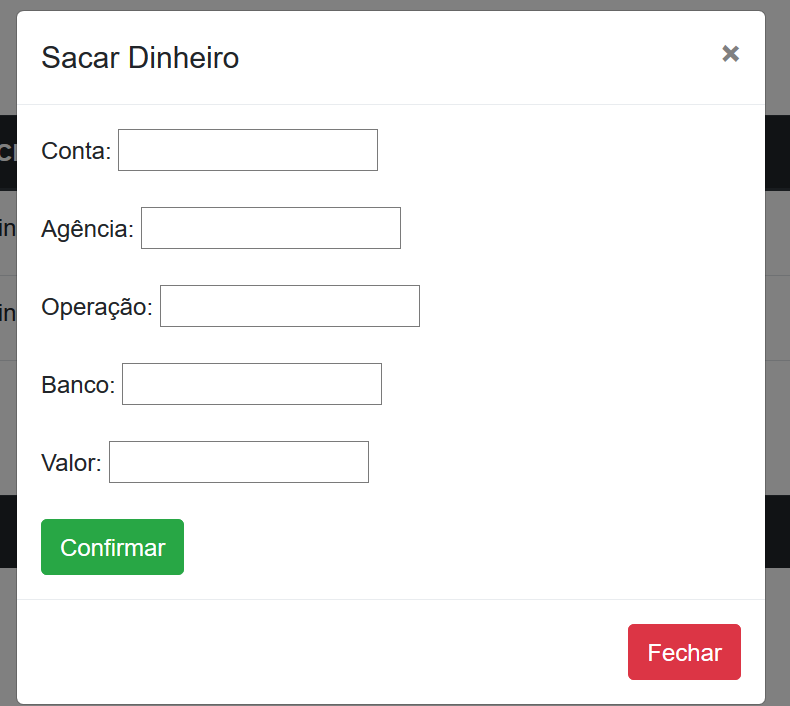 Sacar Dinheiro ×
Conta:
Agência:
Operação:
Banco:
Valor:
Confirmar
Fechar